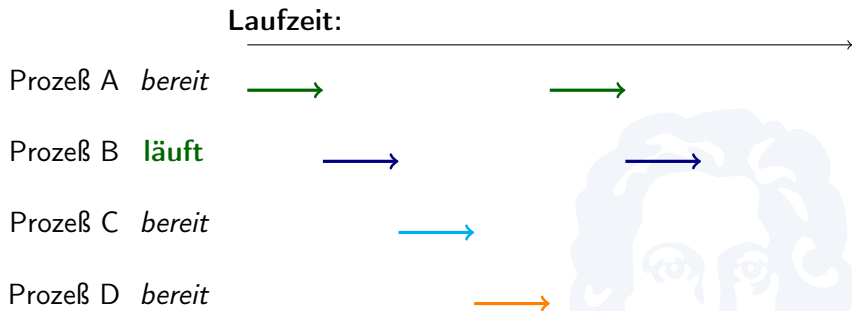 Laufzeit:
Prozeß A bereit
Prozeß B läuft
Prozeß C bereit
Prozeß D bereit